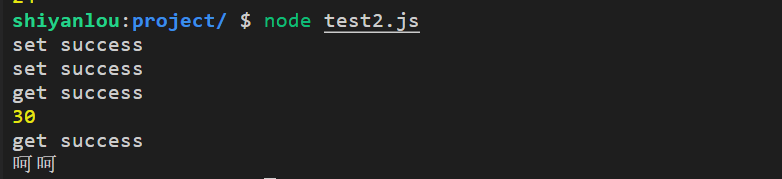 shiyanlou:project/ $ node test2.js
set success
set success
get success
30
get success
呵呵